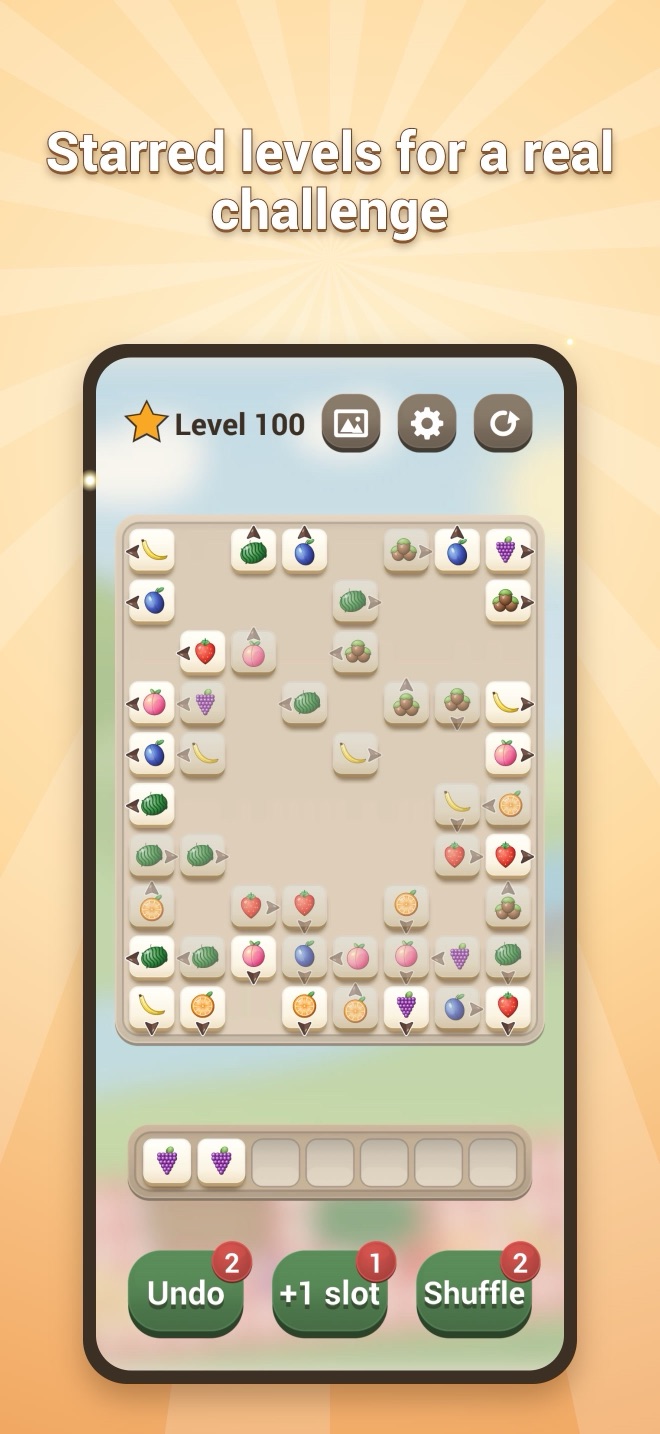 Starred levels for a real
challenge
Level 100
2
1
2
Undo
+1 slot
Shuffle